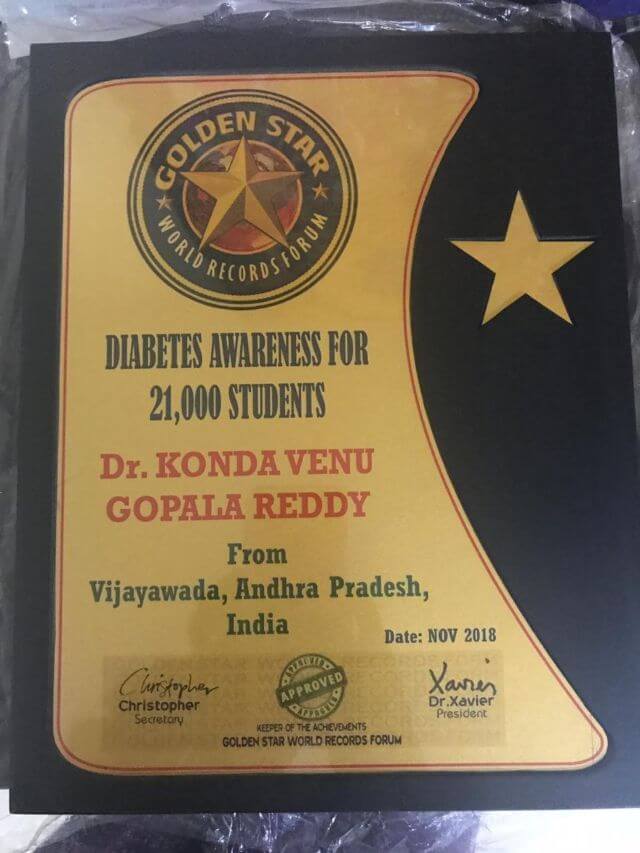 GOLDEN STAR
WORLD RECORDS FORUM
DIABETES AWARENESS FOR
21,000 STUDENTS
Dr. KONDA VENU
GOPALA REDDY
From
Vijayawada, Andhra Pradesh,
India
Date: NOV 2018
Christopher
Christopher
Secretary
APPROVED
APPROVED
APPROVED
Xavier
Dr.Xavier
President
KEEPER OF THE ACHIEVEMENTS
GOLDEN STAR WORLD RECORDS FORUM